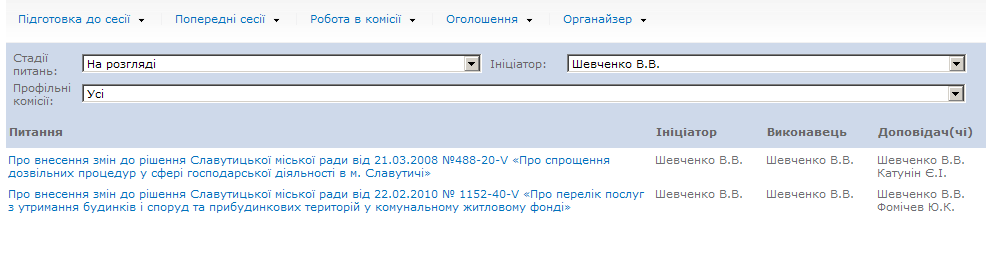 Підготовка до сесії Попередні сесії Робота в комісії Оголошення Органайзер
Стадії питань: На розгляді Ініціатор: Шевченко В.В.
Профільні комісії: Усі
Питання Ініціатор Виконавець Доповідач(чі)
Про внесення змін до рішення Славутицької міської ради від 21.03.2008 №488-20-V «Про спрощення Шевченко В.В. Шевченко В.В. Шевченко В.В.
дозвільних процедур у сфері господарської діяльності в м. Славутичі» Катунін Є.І.
Про внесення змін до рішення Славутицької міської ради від 22.02.2010 № 1152-40-V «Про перелік послуг Шевченко В.В. Шевченко В.В. Шевченко В.В.
з утримання будинків і споруд та прибудинкових територій у комунальному житловому фонді» Фомічев Ю.К.